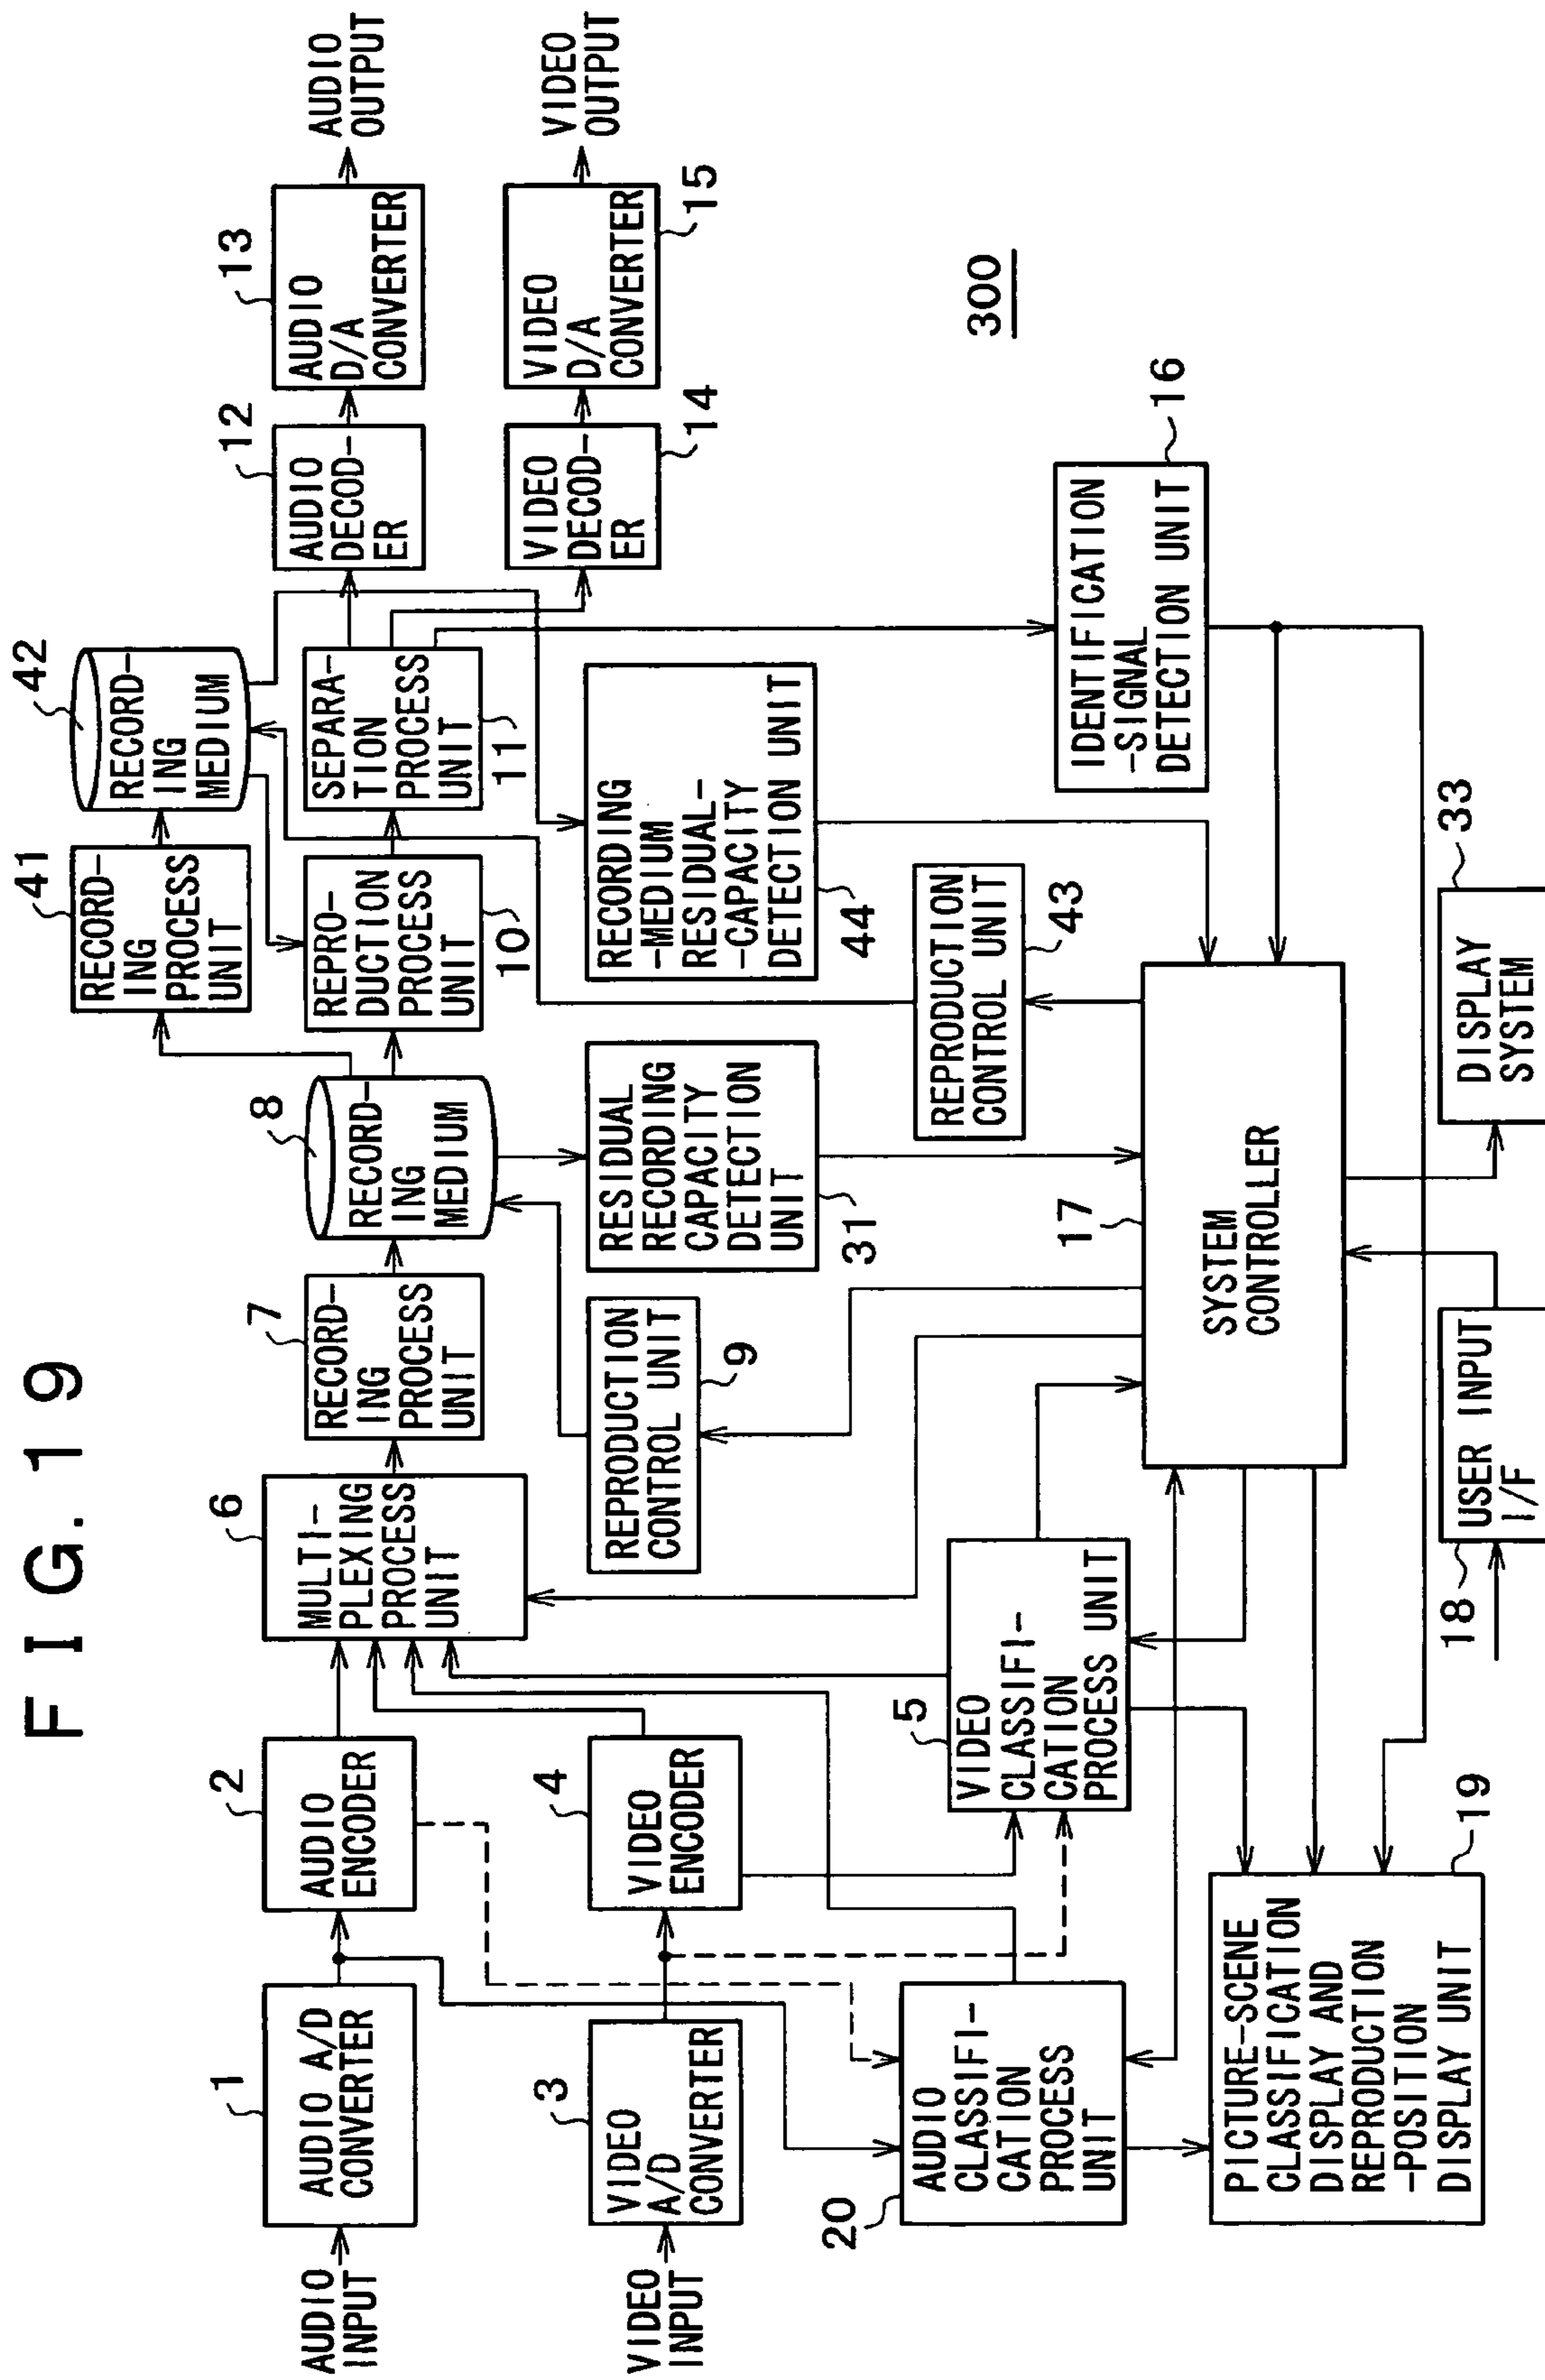 FIG. 19
AUDIO
INPUT
1
AUDIO A/D
CONVERTER
2
AUDIO
ENCODER
VIDEO
INPUT
3
VIDEO
A/D
CONVERTER
4
VIDEO
ENCODER
6
MULTI-
PLEXING
PROCESS
UNIT
7
RECORD-
ING
PROCESS
UNIT
8
RECORD-
ING
MEDIUM
41
RECORD-
ING
PROCESS
UNIT
42
RECORD-
ING
MEDIUM
REPRO-
DUCTION
PROCESS
UNIT
10
SEPARA-
TION
PROCESS
UNIT
11
12
AUDIO
DECOD-
ER
13
AUDIO
D/A
CONVERTER
AUDIO
OUTPUT
VIDEO
DECOD-
ER
14
VIDEO
D/A
CONVERTER
15
VIDEO
OUTPUT
REPRODUCTION
CONTROL UNIT
9
RESIDUAL
RECORDING
CAPACITY
DETECTION
UNIT
31
RECORDING
-MEDIUM
RESIDUAL-
-CAPACITY
DETECTION UNIT
44
REPRODUCTION
CONTROL UNIT
43
300
20
AUDIO
CLASSIFI-
CATION
PROCESS
UNIT
5
VIDEO
CLASSIFI-
CATION
PROCESS UNIT
17
SYSTEM
CONTROLLER
IDENTIFICATION
-SIGNAL
DETECTION UNIT
16
PICTURE-SCENE
CLASSIFICATION
DISPLAY AND
REPRODUCTION
-POSITION
DISPLAY UNIT
19
18
USER INPUT
I/F
33
DISPLAY
SYSTEM